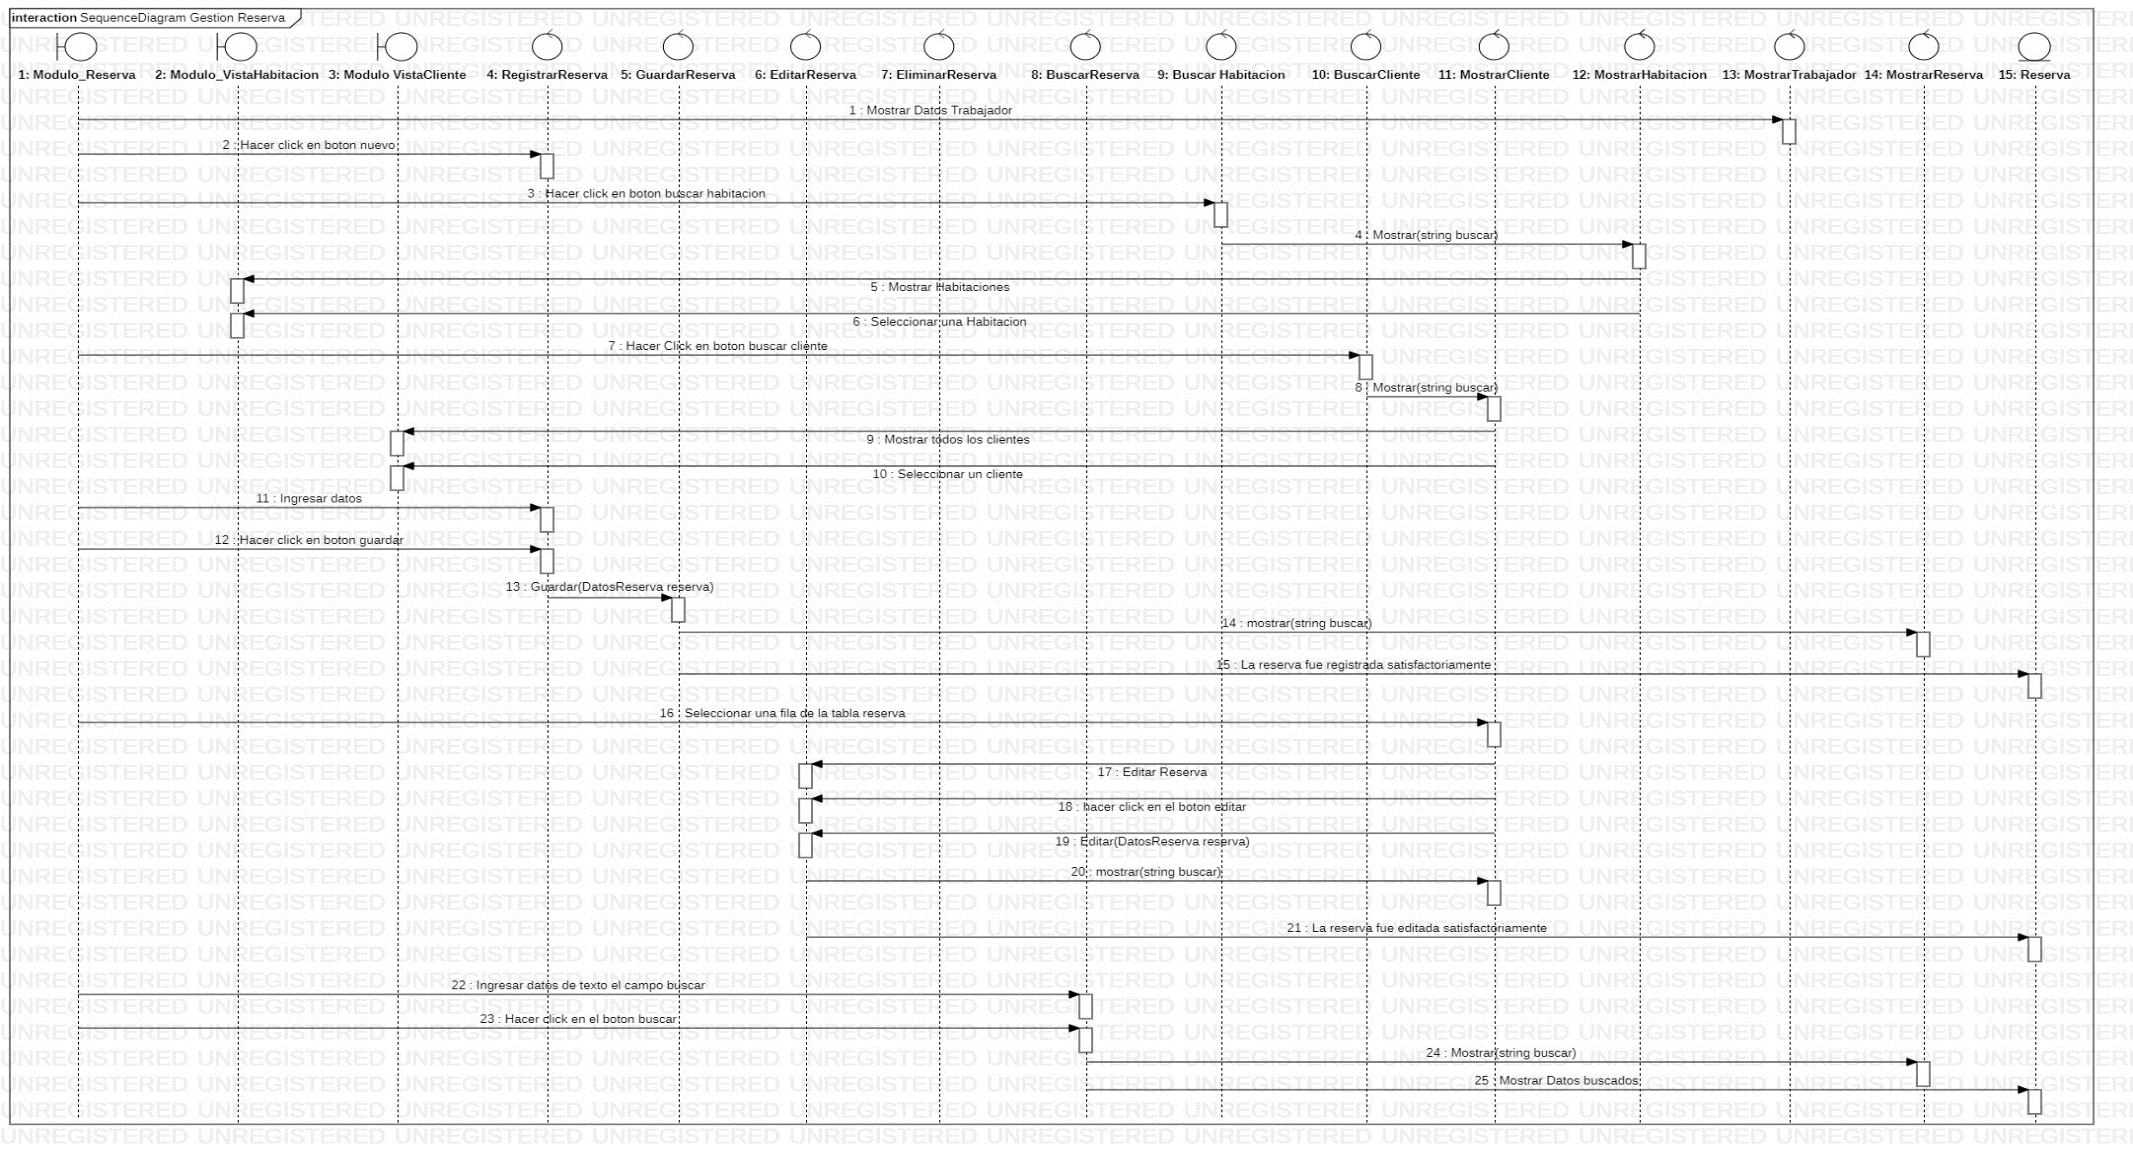 interaction SequenceDiagram Gestion Reserva
1: Modulo_Reserva
2: Modulo_VistaHabitacion
3: Modulo VistaCliente
4: RegistrarReserva
5: GuardarReserva
6: EditarReserva
7: EliminarReserva
8: BuscarReserva
9: Buscar Habitacion
10: BuscarCliente
11: MostrarCliente
12: MostrarHabitacion
13: MostrarTrabajador
14: MostrarReserva
15: Reserva
1 : Mostrar Datos Trabajador
2 : Hacer click en boton nuevo
3 : Hacer click en boton buscar habitacion
4 : Mostrar(string buscar)
5 : Mostrar Habitaciones
6 : Seleccionar una Habitacion
7 : Hacer Click en boton buscar cliente
8 : Mostrar(string buscar)
9 : Mostrar todos los clientes
10 : Seleccionar un cliente
11 : Ingresar datos
12 : Hacer click en boton guardar
13 : Guardar(DatosReserva reserva)
14 : mostrar(string buscar)
15 : La reserva fue registrada satisfactoriamente
16 : Seleccionar una fila de la tabla reserva
17 : Editar Reserva
18 : hacer click en el boton editar
19 : Editar(DatosReserva reserva)
20 : mostrar(string buscar)
21 : La reserva fue editada satisfactoriamente
22 : Ingresar datos de texto el campo buscar
23 : Hacer click en el boton buscar
24 : Mostrar(string buscar)
25 : Mostrar Datos buscados
UNREGISTERED